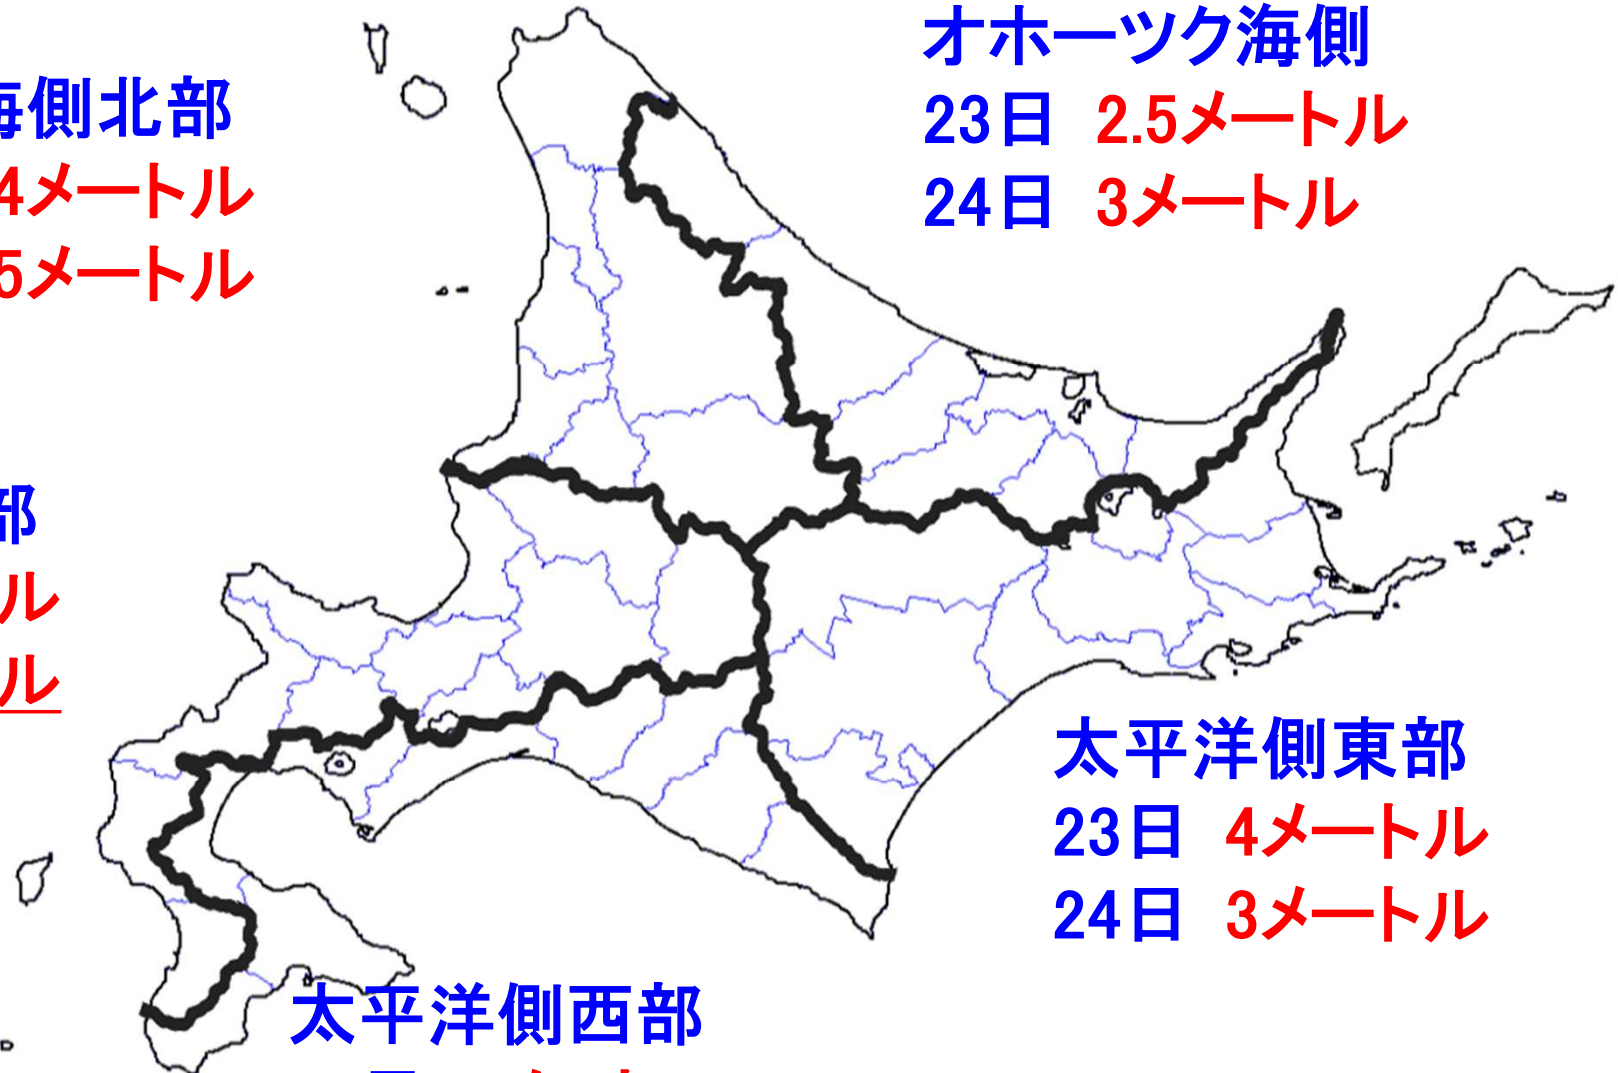 オホーツク海側
23日 2.5メートル
24日 3メートル
海側北部
4メートル
5メートル
部
ル
ル
太平洋側東部
23日 4メートル
24日 3メートル
太平洋側西部